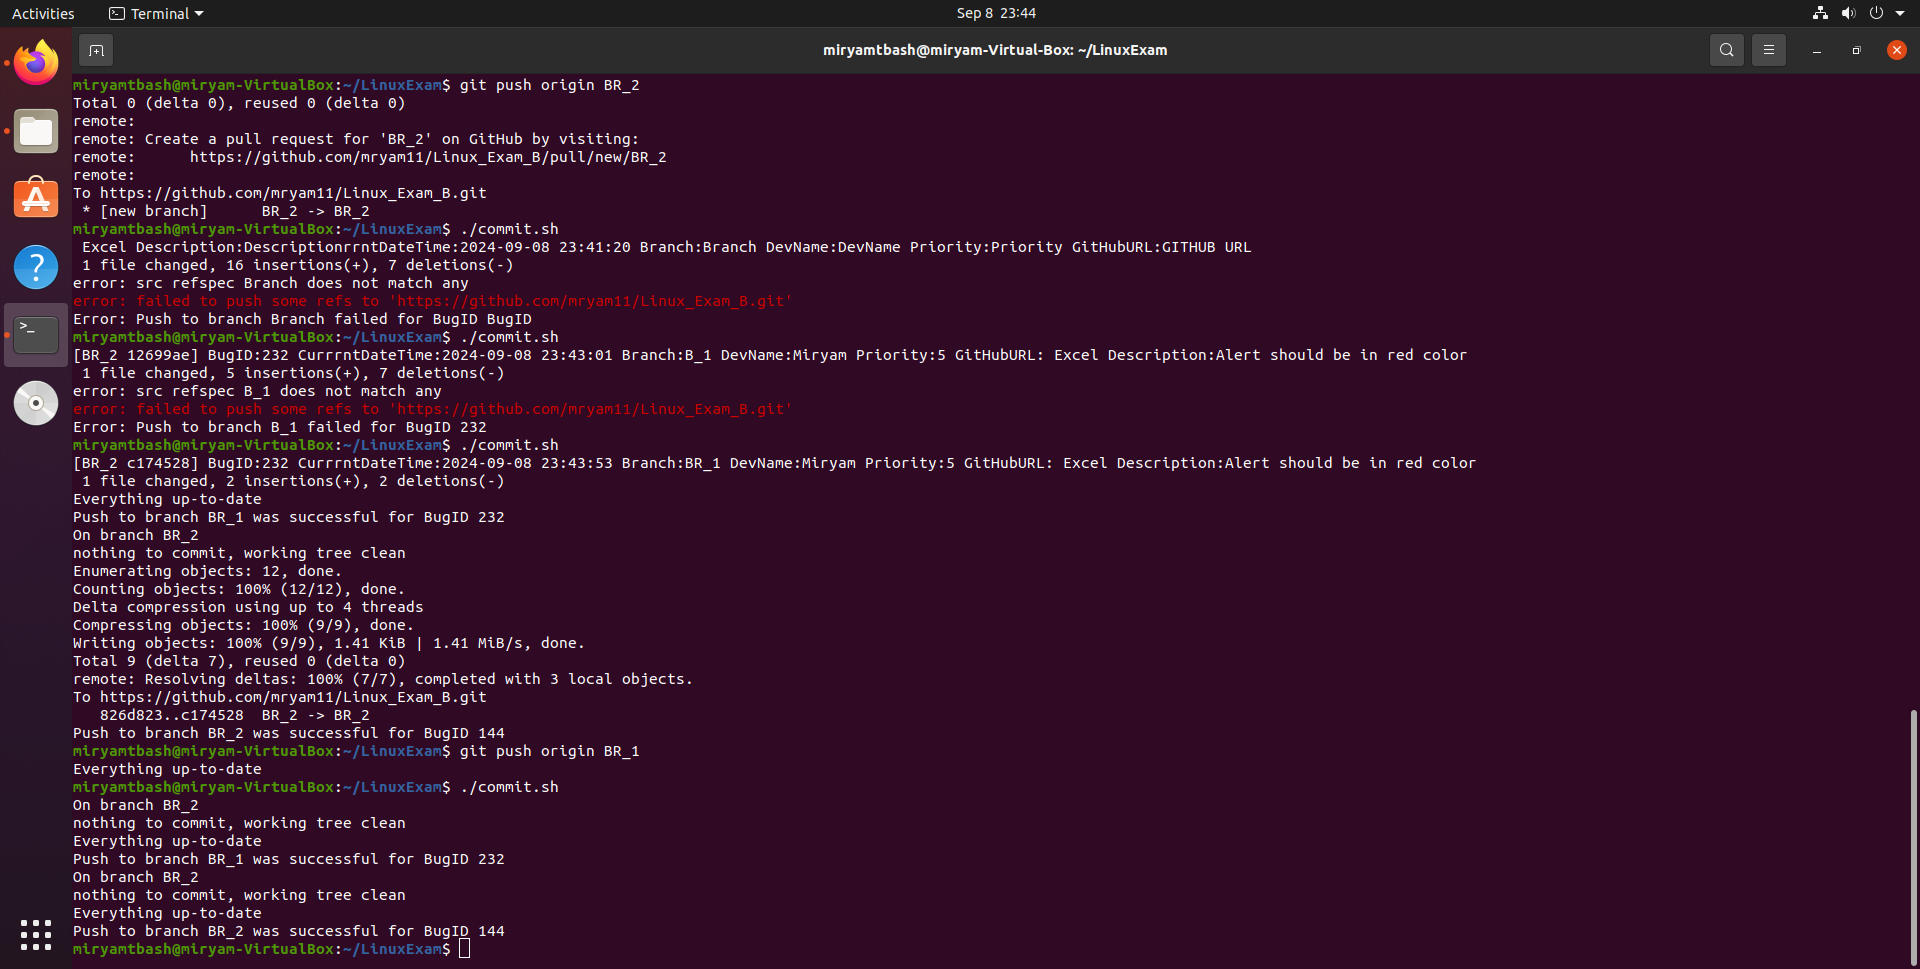 Activities
Terminal
Sep 8 23:44
miryamtbash@miryam-Virtual-Box: ~/LinuxExam
miryamtbash@miryam-VirtualBox:~/LinuxExam$ git push origin BR_2
Total 0 (delta 0), reused 0 (delta 0)
remote:
remote: Create a pull request for 'BR_2' on GitHub by visiting:
remote:      https://github.com/mryam11/Linux_Exam_B/pull/new/BR_2
remote:
To https://github.com/mryam11/Linux_Exam_B.git
 * [new branch]      BR_2 -> BR_2
miryamtbash@miryam-VirtualBox:~/LinuxExam$ ./commit.sh
 Excel Description:DescriptionrrntDateTime:2024-09-08 23:41:20 Branch:Branch DevName:DevName Priority:Priority GitHubURL:GITHUB URL
 1 file changed, 16 insertions(+), 7 deletions(-)
error: src refspec Branch does not match any
error: failed to push some refs to 'https://github.com/mryam11/Linux_Exam_B.git'
Error: Push to branch Branch failed for BugID BugID
miryamtbash@miryam-VirtualBox:~/LinuxExam$ ./commit.sh
[BR_2 12699ae] BugID:232 CurrrntDateTime:2024-09-08 23:43:01 Branch:B_1 DevName:Miryam Priority:5 GitHubURL: Excel Description:Alert should be in red color
 1 file changed, 5 insertions(+), 7 deletions(-)
error: src refspec B_1 does not match any
error: failed to push some refs to 'https://github.com/mryam11/Linux_Exam_B.git'
Error: Push to branch B_1 failed for BugID 232
miryamtbash@miryam-VirtualBox:~/LinuxExam$ ./commit.sh
[BR_2 c174528] BugID:232 CurrrntDateTime:2024-09-08 23:43:53 Branch:BR_1 DevName:Miryam Priority:5 GitHubURL: Excel Description:Alert should be in red color
 1 file changed, 2 insertions(+), 2 deletions(-)
Everything up-to-date
Push to branch BR_1 was successful for BugID 232
On branch BR_2
nothing to commit, working tree clean
Enumerating objects: 12, done.
Counting objects: 100% (12/12), done.
Delta compression using up to 4 threads
Compressing objects: 100% (9/9), done.
Writing objects: 100% (9/9), 1.41 KiB | 1.41 MiB/s, done.
Total 9 (delta 7), reused 0 (delta 0)
remote: Resolving deltas: 100% (7/7), completed with 3 local objects.
To https://github.com/mryam11/Linux_Exam_B.git
   826d823..c174528  BR_2 -> BR_2
Push to branch BR_2 was successful for BugID 144
miryamtbash@miryam-VirtualBox:~/LinuxExam$ git push origin BR_1
Everything up-to-date
miryamtbash@miryam-VirtualBox:~/LinuxExam$ ./commit.sh
On branch BR_2
nothing to commit, working tree clean
Everything up-to-date
Push to branch BR_1 was successful for BugID 232
On branch BR_2
nothing to commit, working tree clean
Everything up-to-date
Push to branch BR_2 was successful for BugID 144
miryamtbash@miryam-VirtualBox:~/LinuxExam$